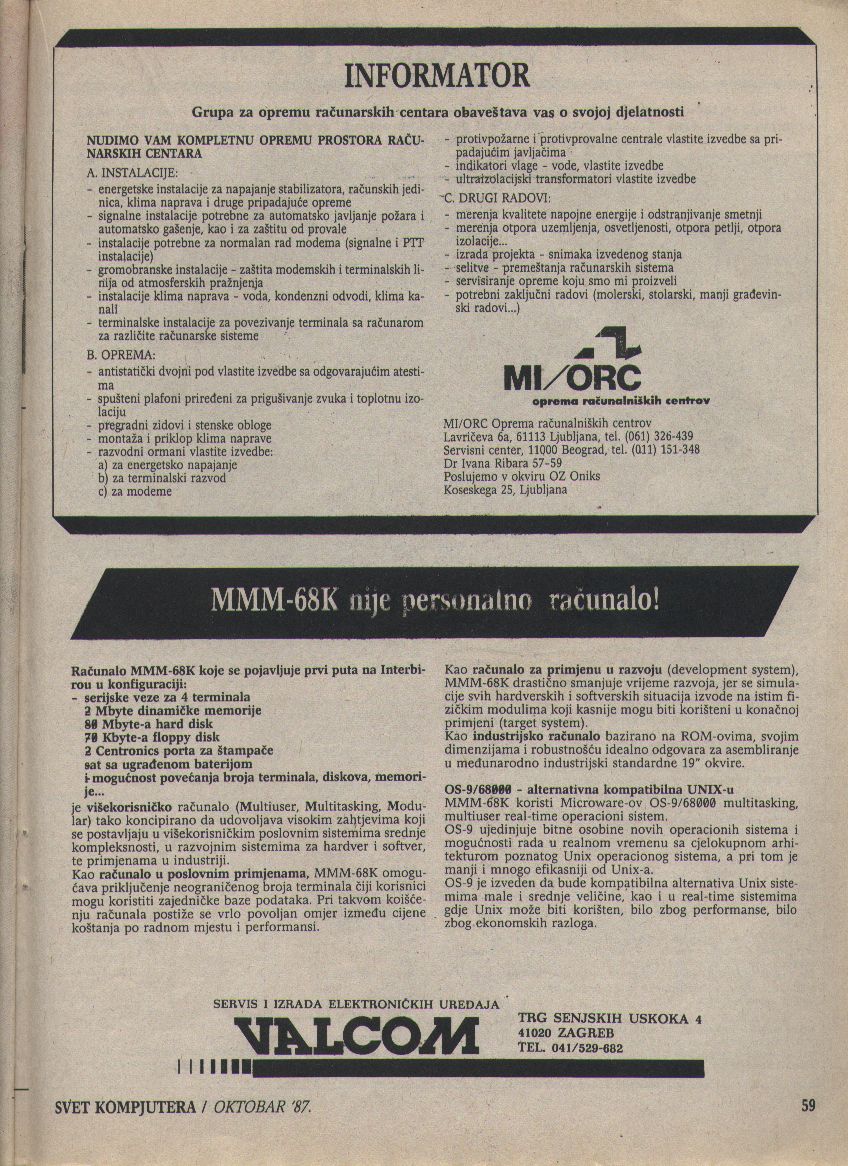 INFORMATOR
Grupa za opremu računarskih centara obaveštava vas o svojoj djelatnosti
NUDIMO VAM KOMPLETNU OPREMU PROSTORA RAČU-
NARSKIH CENTARA
A. INSTALACIJE:
- energetske instalacije za napajanje stabilizatora, računskih jedi-
nica, klima naprava i druge pripadajuće opreme
- signalne instalacije potrebne za automatsko javljanje požara i
automatsko gašenje, kao i za zaštitu od provale
- instalacije potrebne za normalan rad modema (signalne i PTT
instalacije)
- gromobranske instalacije - zaštita modemskih i terminalskih li-
nija od atmosferskih pražnjenja
- instalacije klima naprava - voda, kondenzni odvodi, klima ka-
nali
- terminalske instalacije za povezivanje terminala sa računarom
za različite računarske sisteme
B. OPREMA:
- antistatički dvojni pod vlastite izvedbe sa odgovarajućim atesti-
ma
- spušteni plafoni priređeni za prigušivanje zvuka i toplotnu izo-
laciju
- pregradni zidovi i stenske obloge
- montaža i priklop klima naprave
- razvodni ormani vlastite izvedbe:
a) za energetsko napajanje
b) za terminalski razvod
c) za modeme
- protivpožarne i protivprovalne centrale vlastite izvedbe sa pri-
padajućim javljačima
- indikatori vlage - vode, vlastite izvedbe
- ultraizolacijski transformatori vlastite izvedbe
C. DRUGI RADOVI:
- merenja kvalitete napojne energije i odstranjivanje smetnji
- merenja otpora uzemljenja, osvetljenosti, otpora petlji, otpora
izolacije...
- izrada projekta - snimaka izvedenog stanja
- selitve - premeštanja računarskih sistema
- servisiranje opreme koju smo mi proizveli
- potrebni zaključni radovi (molerski, stolarski, manji građevin-
ski radovi...)
MI/ORC
oprema računalniških centrov
MI/ORC Oprema računalniških centrov
Lavričeva 6a, 61113 Ljubljana, tel. (061) 326-439
Servisni center, 11000 Beograd, tel. (011) 151-348
Dr Ivana Ribara 57-59
Poslujemo v okviru OZ Oniks
Koseskega 25, Ljubljana
MMM-68K nije personalno računalo!
Računalo MMM-68K koje se pojavljuje prvi puta na Interbi-
rou u konfiguraciji:
- serijske veze za 4 terminala
2 Mbyte dinamičke memorije
80 Mbyte-a hard disk
70 Kbyte-a floppy disk
2 Centronics porta za štampače
sat sa ugrađenom baterijom
i mogućnost povećanja broja terminala, diskova, memori-
je...
je višekorisničko računalo (Multiuser, Multitasking, Modu-
lar) tako koncipirano da udovoljava visokim zahtjevima koji
se postavljaju u višekorisničkim poslovnim sistemima srednje
kompleksnosti, u razvojnim sistemima za hardver i softver,
te primjenama u industriji.
Kao računalo u poslovnim primjenama, MMM-68K omogu-
ćava priključenje neograničenog broja terminala čiji korisnici
mogu koristiti zajedničke baze podataka. Pri takvom koišće-
nju računala postiže se vrlo povoljan omjer između cijene
koštanja po radnom mjestu i performansi.
Kao računalo za primjenu u razvoju (development system),
MMM-68K drastično smanjuje vrijeme razvoja, jer se simula-
cije svih hardverskih i softverskih situacija izvode na istim fi-
zičkim modulima koji kasnije mogu biti korišteni u konačnoj
primjeni (target system).
Kao industrijsko računalo bazirano na ROM-ovima, svojim
dimenzijama i robustnošću idealno odgovara za asembliranje
u međunarodno industrijski standardne 19" okvire.
OS-9/68000 - alternativna kompatibilna UNIX-u
MMM-68K koristi Microware-ov OS-9/68000 multitasking,
multiuser real-time operacioni sistem.
OS-9 ujedinjuje bitne osobine novih operacionih sistema i
mogućnosti rada u realnom vremenu sa cjelokupnom arhi-
tekturom poznatog Unix operacionog sistema, a pri tom je
manji i mnogo efikasniji od Unix-a.
OS-9 je izveden da bude kompatibilna alternativa Unix siste-
mima male i srednje veličine, kao i u real-time sistemima
gdje Unix može biti korišten, bilo zbog performanse, bilo
zbog ekonomskih razloga.
SERVIS I IZRADA ELEKTRONIČKIH UREĐAJA
VALCOM
TRG SENJSKIH USKOKA 4
41020 ZAGREB
TEL. 041/529-682
SVET KOMPJUTERA / OKTOBAR '87.
59